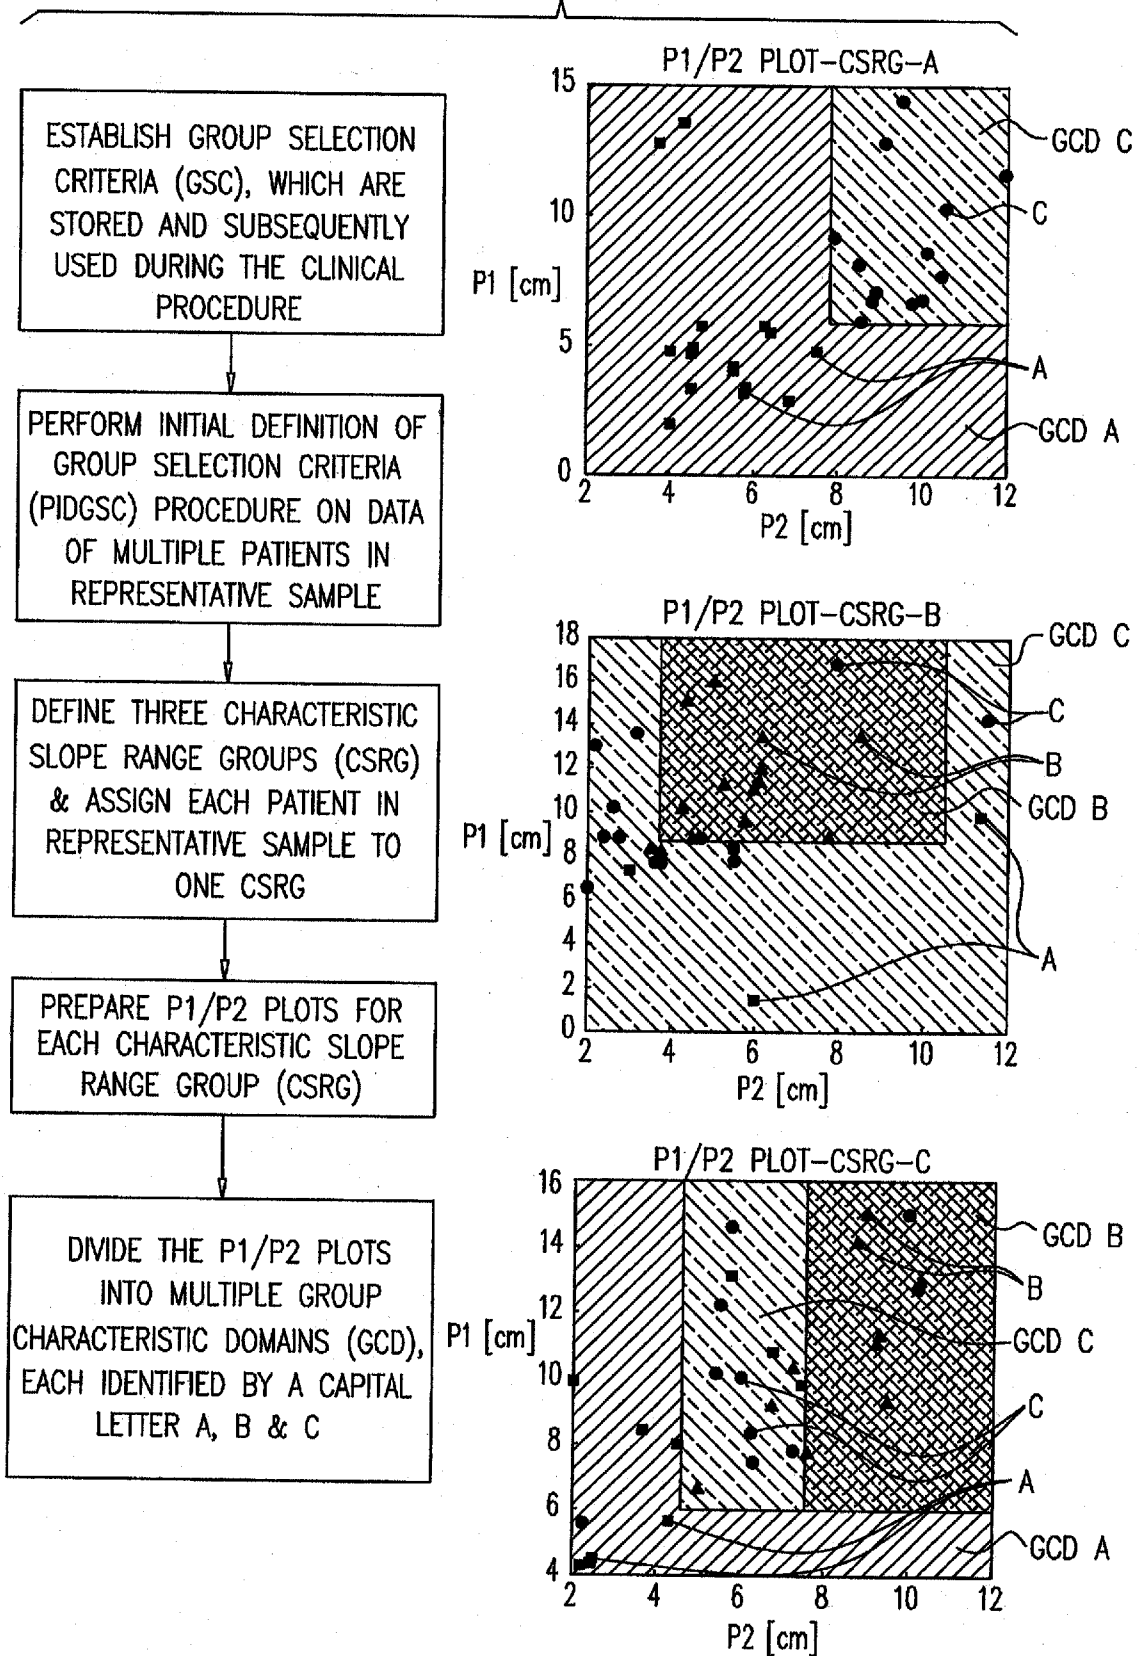 ESTABLISH GROUP SELECTION
CRITERIA (GSC), WHICH ARE
STORED AND SUBSEQUENTLY
USED DURING THE CLINICAL
PROCEDURE
PERFORM INITIAL DEFINITION OF
GROUP SELECTION CRITERIA
(PIDGSC) PROCEDURE ON DATA
OF MULTIPLE PATIENTS IN
REPRESENTATIVE SAMPLE
DEFINE THREE CHARACTERISTIC
SLOPE RANGE GROUPS (CSRG)
& ASSIGN EACH PATIENT IN
REPRESENTATIVE SAMPLE TO
ONE CSRG
PREPARE P1/P2 PLOTS FOR
EACH CHARACTERISTIC SLOPE
RANGE GROUP (CSRG)
DIVIDE THE P1/P2 PLOTS
INTO MULTIPLE GROUP
CHARACTERISTIC DOMAINS (GCD),
EACH IDENTIFIED BY A CAPITAL
LETTER A, B & C
P1/P2 PLOT-CSRG-A
15
10
5
0
P1 [cm]
2 4 6 8 10 12
P2 [cm]
GCD C
C
A
GCD A
P1/P2 PLOT-CSRG-B
18
16
14
12
10
8
6
4
2
0
P1 [cm]
2 4 6 8 10 12
P2 [cm]
GCD C
C
B
GCD B
A
P1/P2 PLOT-CSRG-C
16
14
12
10
8
6
4
P1 [cm]
2 4 6 8 10 12
P2 [cm]
GCD B
B
GCD C
C
A
GCD A